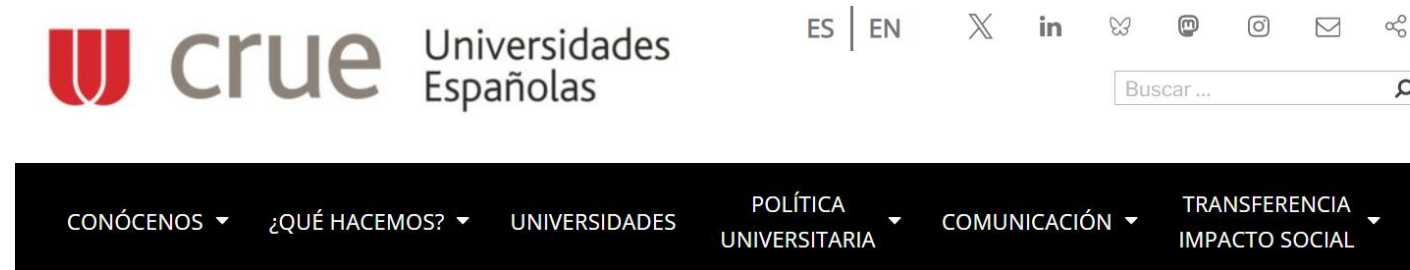 crue Universidades
Españolas
ES | EN
Buscar ...
CONÓCENOS
¿QUÉ HACEMOS?
UNIVERSIDADES
POLÍTICA
UNIVERSITARIA
COMUNICACIÓN
TRANSFERENCIA
IMPACTO SOCIAL